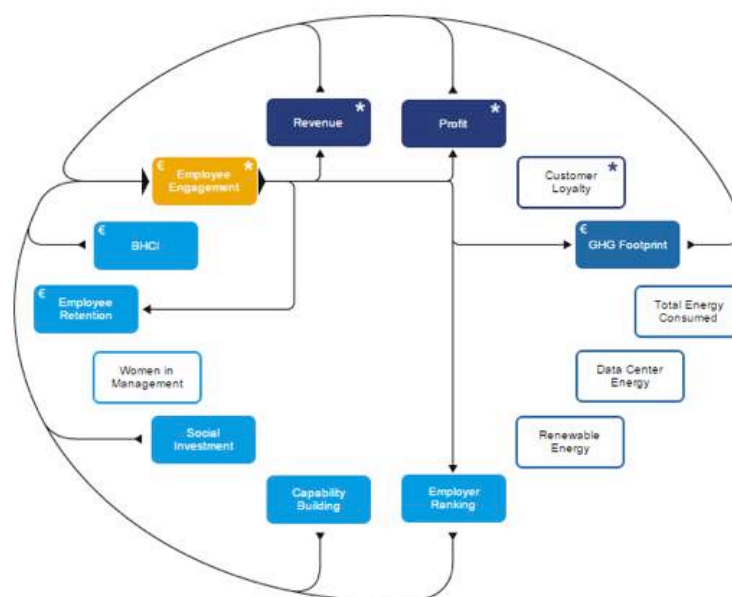 Revenue
*
Profit
*
€
Employee
Engagement
*
Customer
Loyalty
*
€
BHCI
€
GHG Footprint
€
Employee
Retention
Total Energy
Consumed
Women in
Management
Data Center
Energy
Social
Investment
Renewable
Energy
Capability
Building
Employer
Ranking